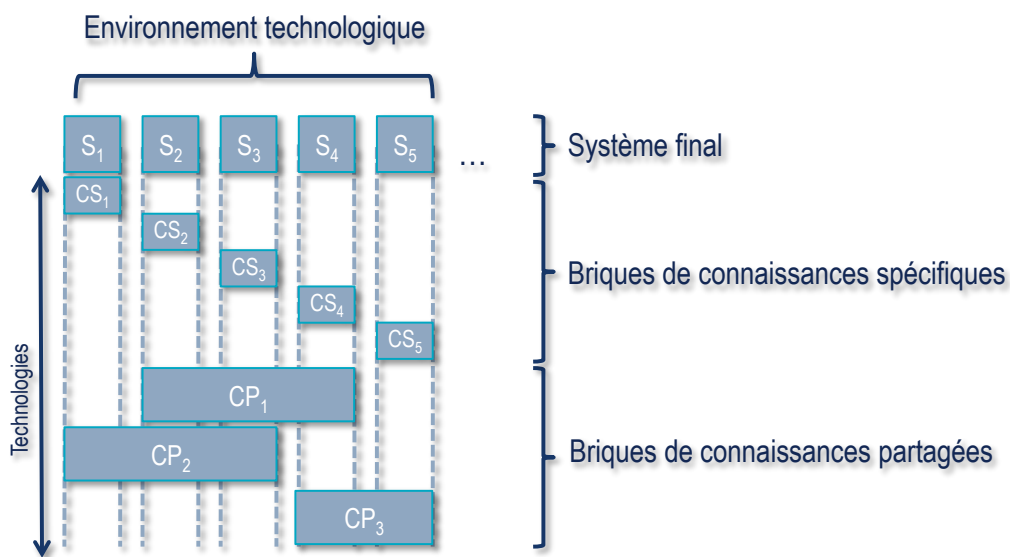 Environnement technologique
S₁ S₂ S₃ S₄ S₅ ...
Système final
CS₁
CS₂
CS₃
CS₄
CS₅
Briques de connaissances spécifiques
Technologies
CP₁
CP₂
Briques de connaissances partagées
CP₃